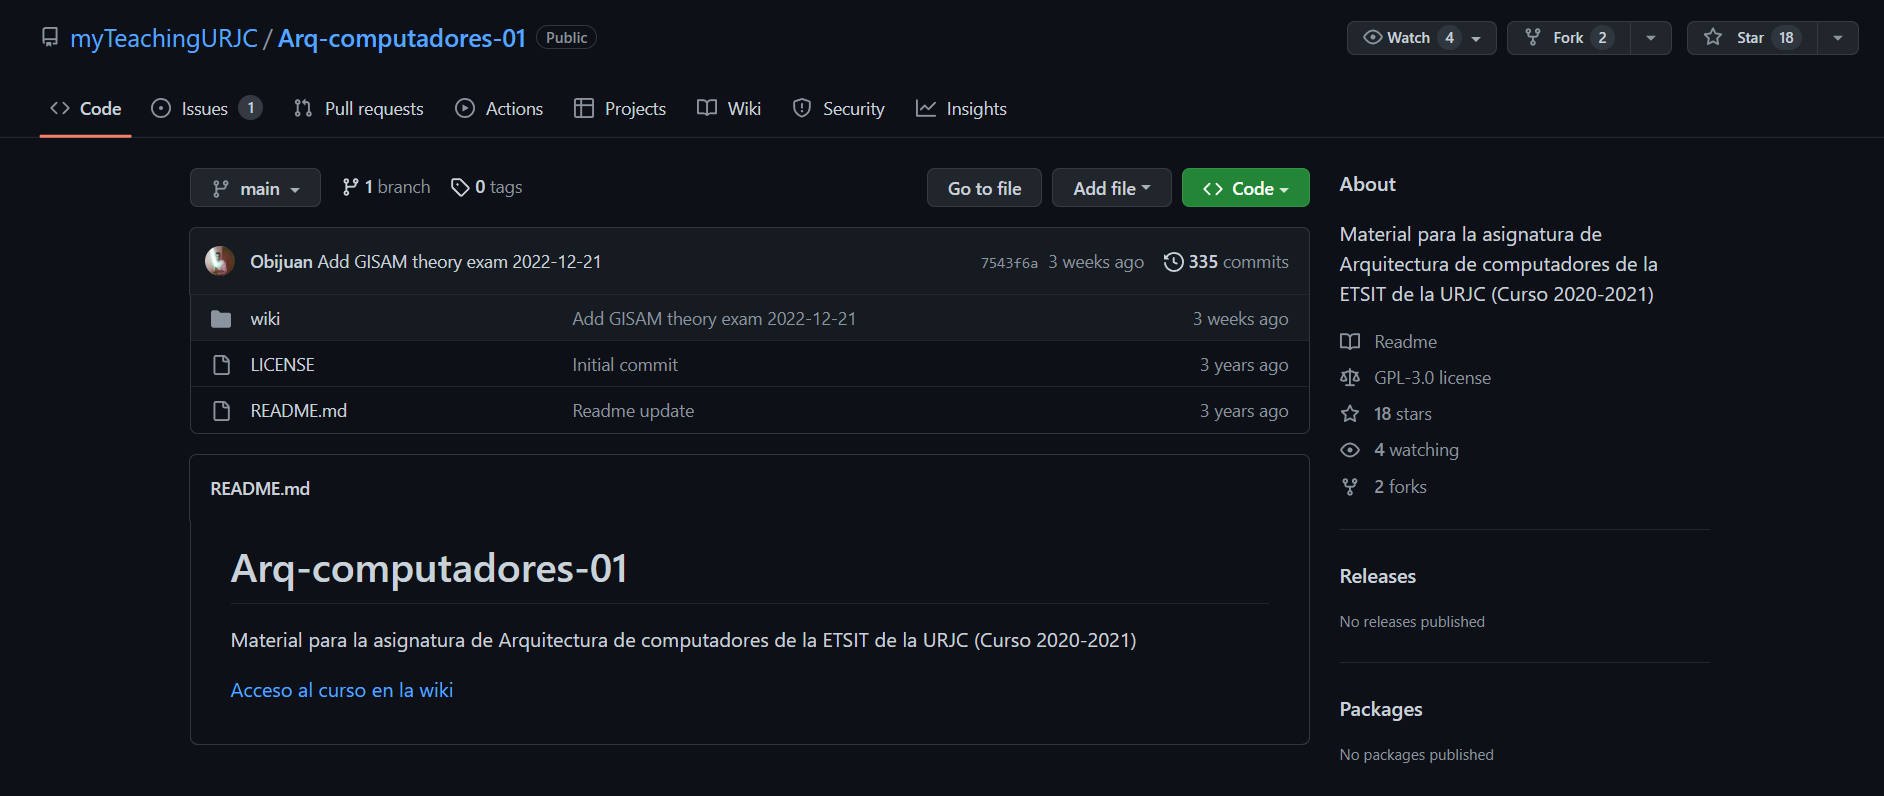 myTeachingURJC / Arq-computadores-01 Public
Watch 4 Fork 2 Star 18
Code Issues 1 Pull requests Actions Projects Wiki Security Insights
main 1 branch 0 tags Go to file Add file Code
Obijuan Add GISAM theory exam 2022-12-21 7543f6a 3 weeks ago 335 commits
wiki Add GISAM theory exam 2022-12-21 3 weeks ago
LICENSE Initial commit 3 years ago
README.md Readme update 3 years ago
README.md
Arq-computadores-01
Material para la asignatura de Arquitectura de computadores de la ETSIT de la URJC (Curso 2020-2021)
Acceso al curso en la wiki
About
Material para la asignatura de
Arquitectura de computadores de la
ETSIT de la URJC (Curso 2020-2021)
Readme
GPL-3.0 license
18 stars
4 watching
2 forks
Releases
No releases published
Packages
No packages published